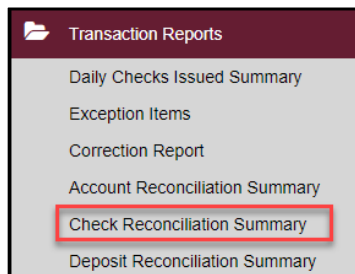 Transaction Reports
Daily Checks Issued Summary
Exception Items
Correction Report
Account Reconciliation Summary
Check Reconciliation Summary
Deposit Reconciliation Summary